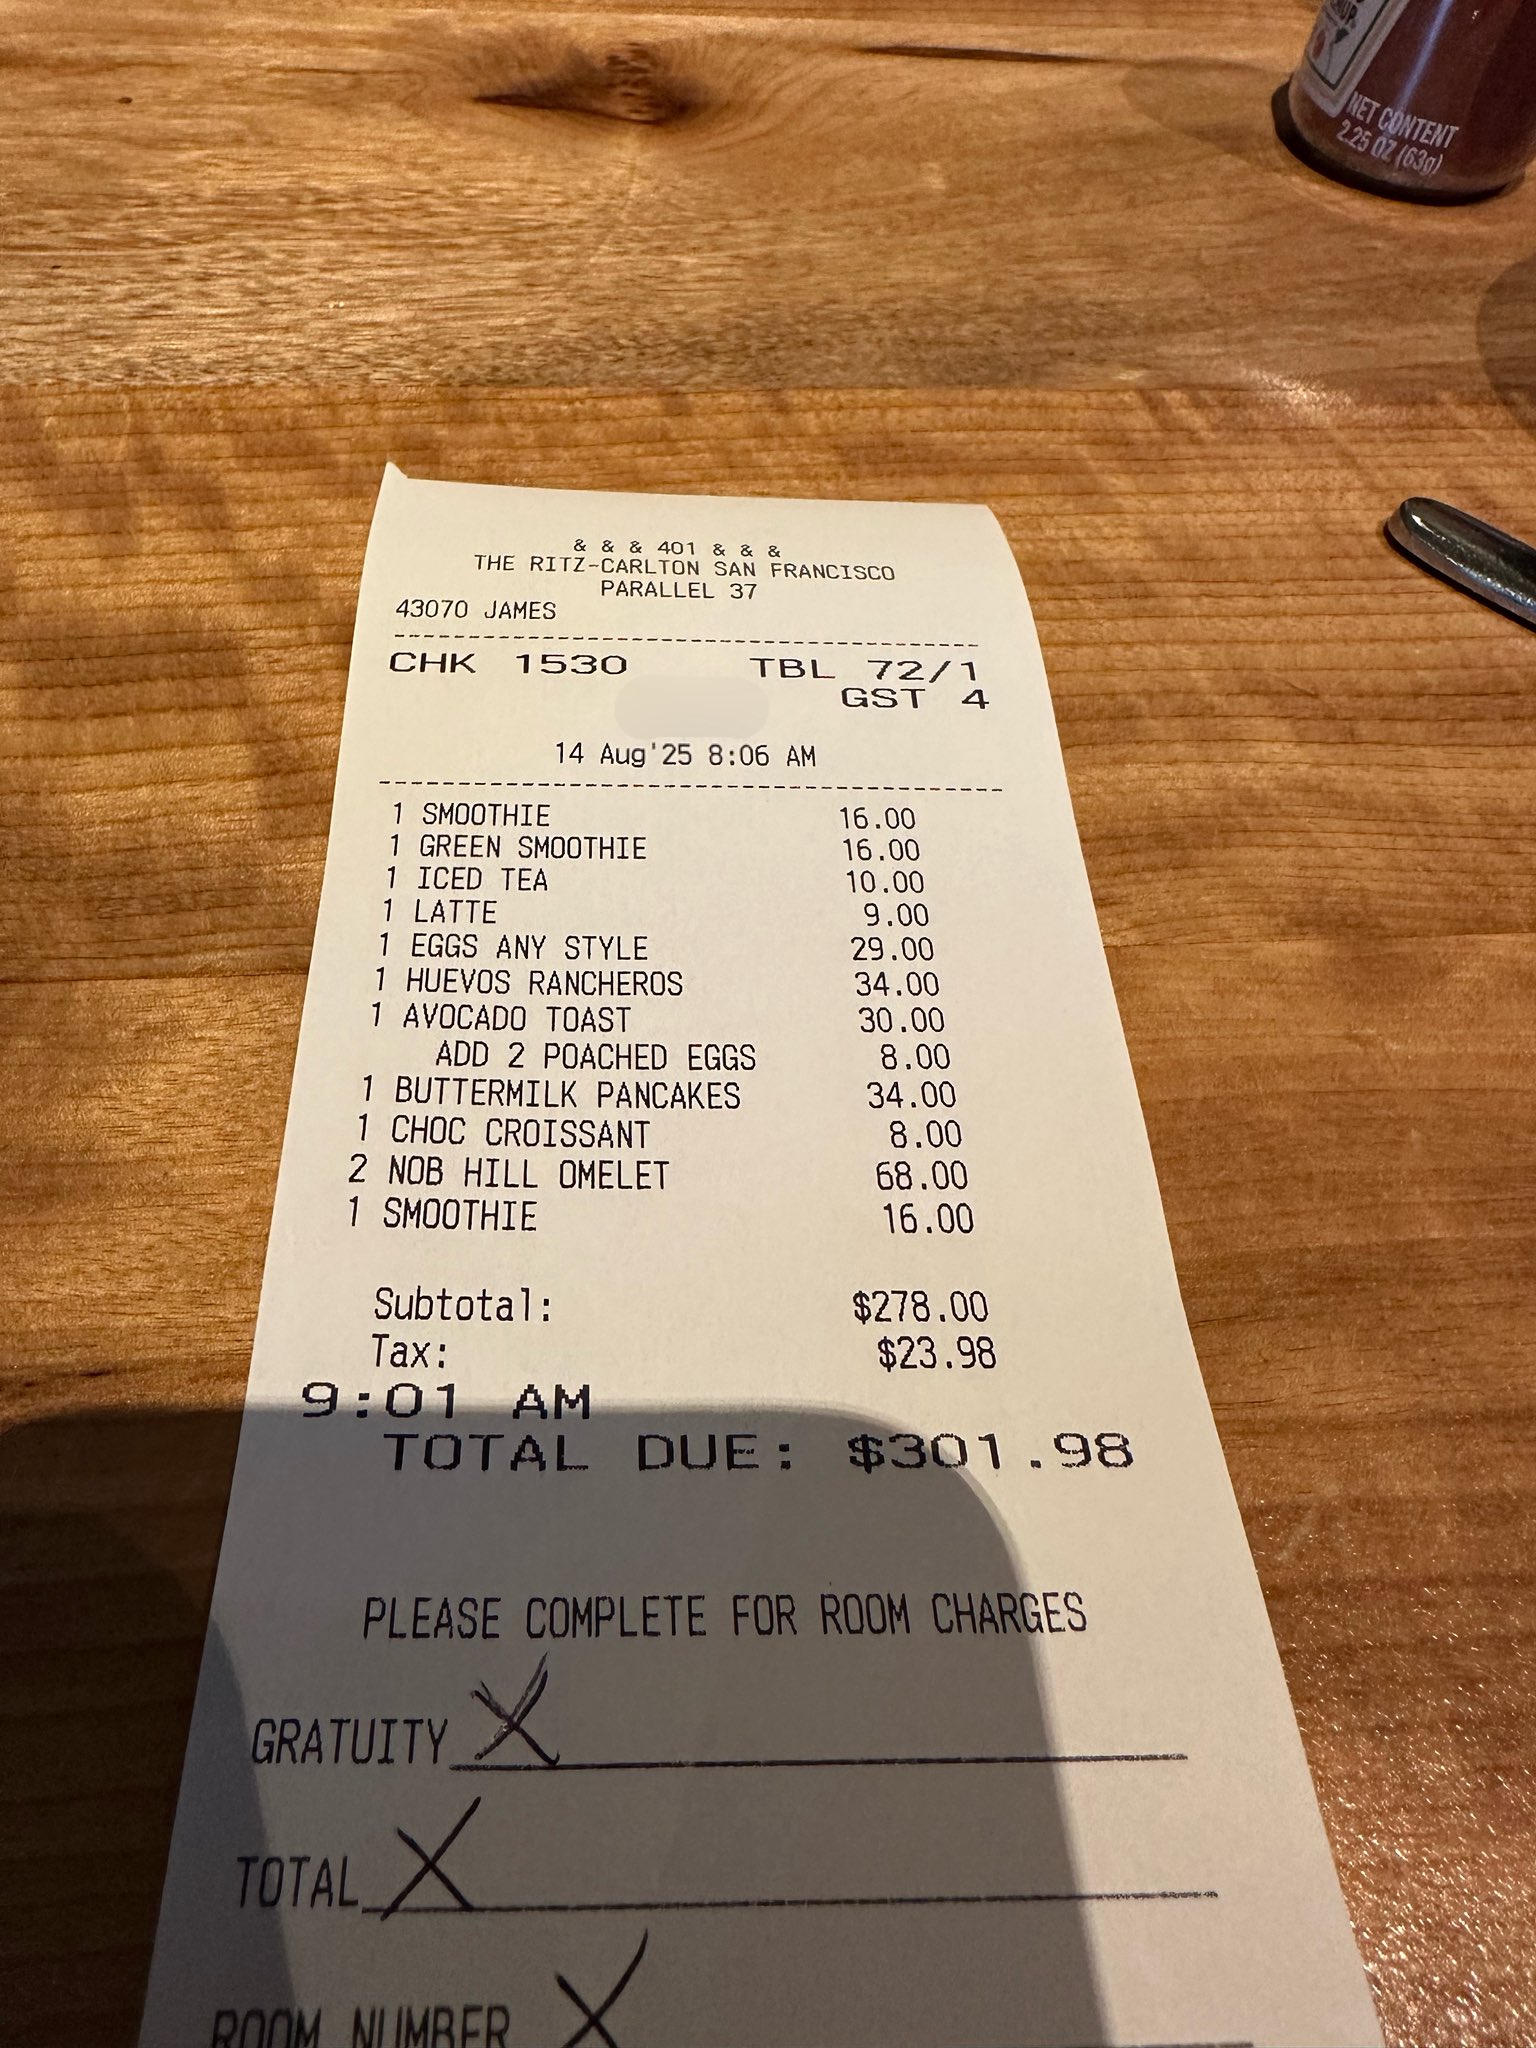 & & & 401 & & &
THE RITZ-CARLTON SAN FRANCISCO
PARALLEL 37
43070 JAMES
CHK 1530 TBL 72/1
GST 4
14 Aug'25 8:06 AM
1 SMOOTHIE 16.00
1 GREEN SMOOTHIE 16.00
1 ICED TEA 10.00
1 LATTE 9.00
1 EGGS ANY STYLE 29.00
1 HUEVOS RANCHEROS 34.00
1 AVOCADO TOAST 30.00
ADD 2 POACHED EGGS 8.00
1 BUTTERMILK PANCAKES 34.00
1 CHOC CROISSANT 8.00
2 NOB HILL OMELET 68.00
1 SMOOTHIE 16.00
Subtotal: $278.00
Tax: $23.98
9:01 AM
TOTAL DUE: $301.98
PLEASE COMPLETE FOR ROOM CHARGES
GRATUITY X
TOTAL X
ROOM NUMBER X
NET CONTENT
2.25 OZ (63g)